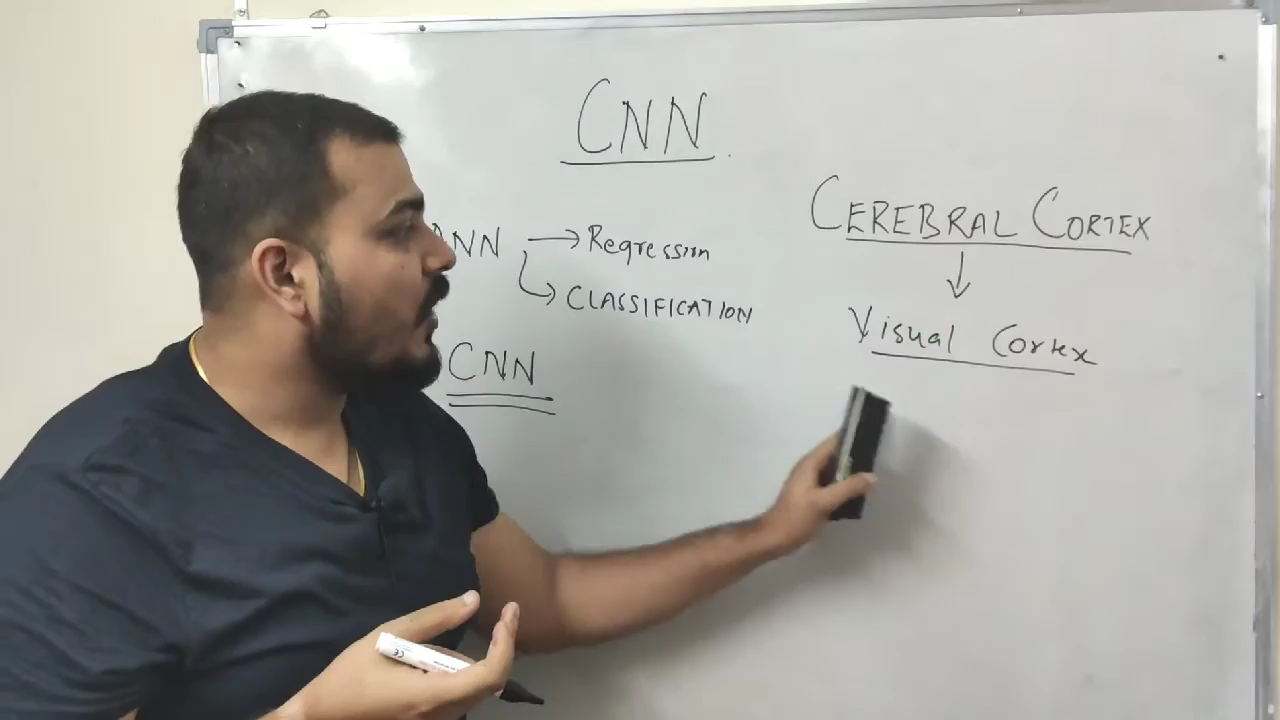 CNN
CEREBRAL CORTEX
ANN → Regression
→ CLASSIFICATION
Visual Cortex
CNN